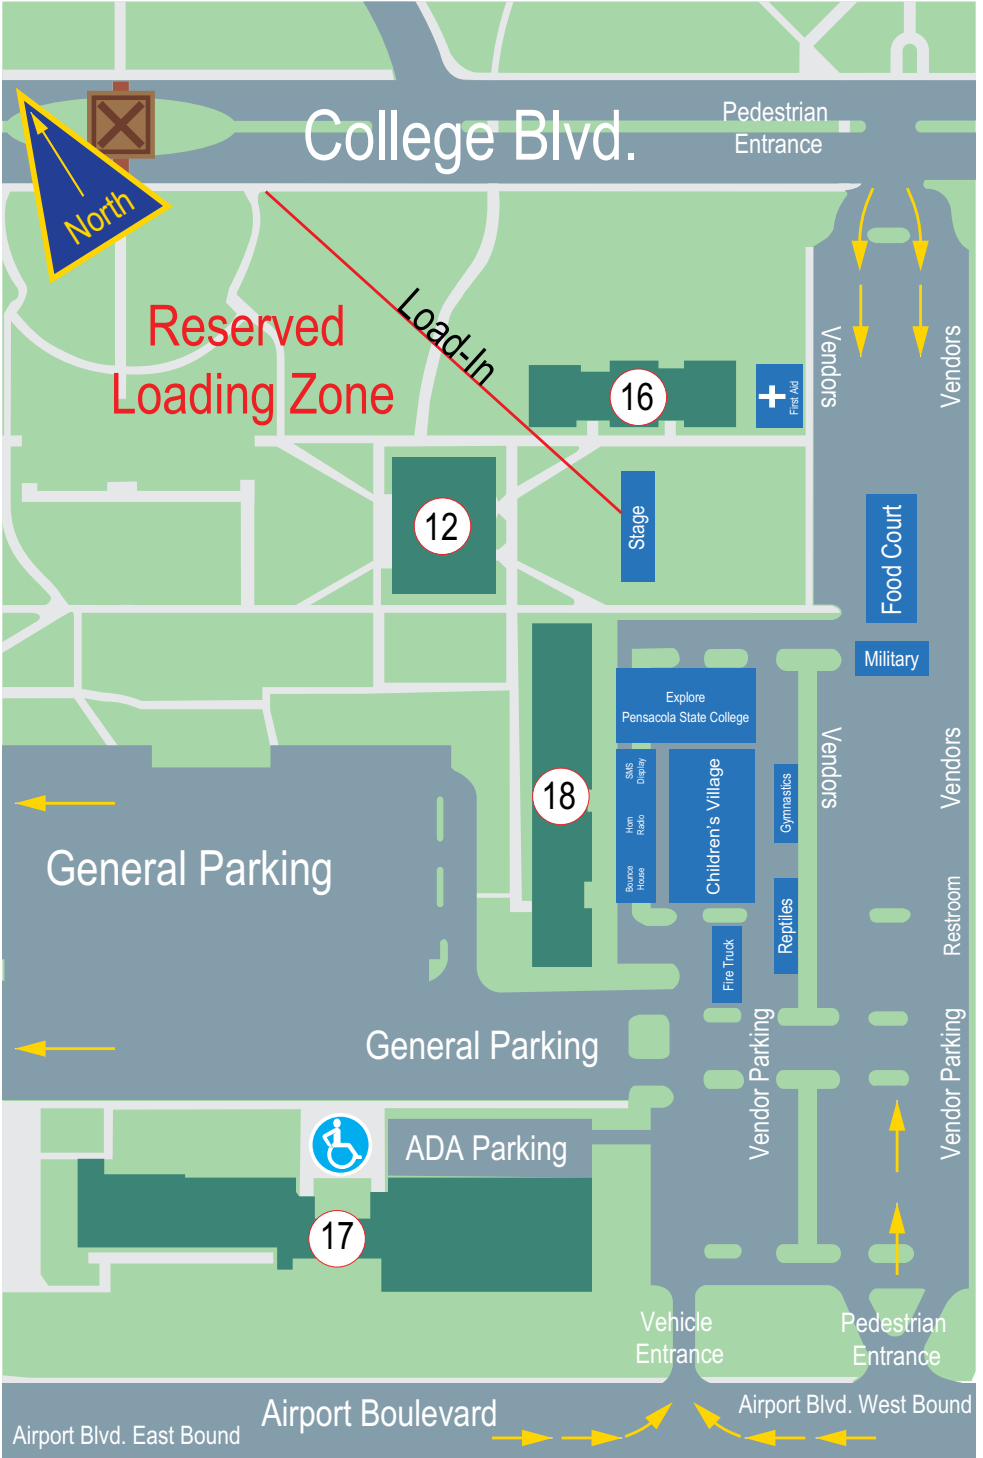 College Blvd.
Pedestrian
Entrance
North
Reserved
Loading Zone
Load-In
16
First Aid
Vendors
Vendors
12
Stage
Food Court
Military
Explore
Pensacola State College
SMS
Display
Hom
Radio
Bounce
House
Children's Village
Gymnastics
Vendors
Vendors
18
General Parking
Reptiles
Restroom
Fire Truck
General Parking
Vendor Parking
Vendor Parking
ADA Parking
17
Vehicle
Entrance
Pedestrian
Entrance
Airport Boulevard
Airport Blvd. West Bound
Airport Blvd. East Bound